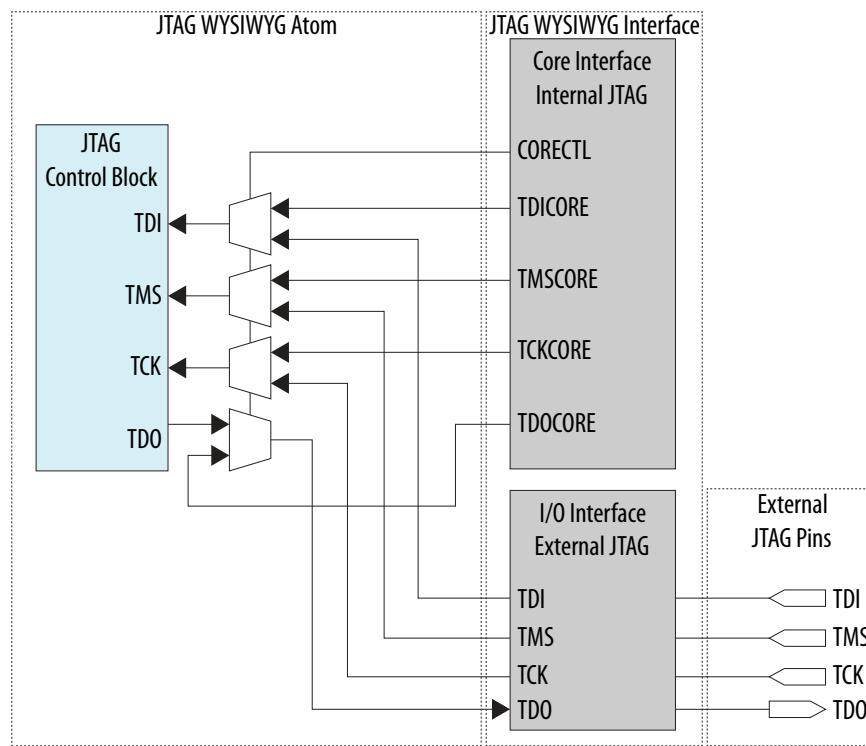 JTAG WYSIWYG Atom
JTAG WYSIWYG Interface
Core Interface
Internal JTAG
JTAG
Control Block
CORECTL
TDI
TDICORE
TMS
TMSCORE
TCK
TCKCORE
TDO
TDOCORE
I/O Interface
External JTAG
External
JTAG Pins
TDI
TDI
TMS
TMS
TCK
TCK
TDO
TDO